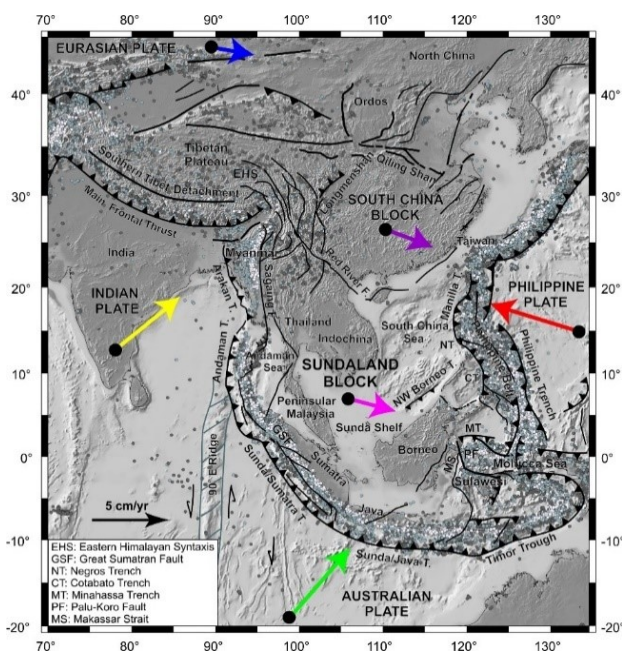 70° 80° 90° 100° 110° 120° 130°
EURASIAN PLATE
North China
40°
40°
Ordos
Tibetan
Plateau
Qiling Shan
EHS
Longmenshan
30°
30°
Southern Tibet Detachment
Main Frontal Thrust
SOUTH CHINA
BLOCK
Taiwan
India
Myanmar
Red River F.
INDIAN
PLATE
Arakan T.
Sagaing F.
PHILIPPINE
PLATE
20°
20°
Manila T.
Thailand
South China
Sea
Indochina
NT
Philippine Trench
Andaman T.
Andaman
Sea
SUNDALAND
BLOCK
10°
10°
NW Borneo T.
CT
Peninsular
Malaysia
Sunda Shelf
GSF
MT
Borneo
PF
Molucca Sea
0°
0°
90° E Ridge
Sumatra
MS
Sulawesi
Sunda/Sumatra T.
5 cm/yr
Java
-10°
-10°
Sunda/Java T.
Timor Trough
AUSTRALIAN
PLATE
EHS: Eastern Himalayan Syntaxis
GSF: Great Sumatran Fault
NT: Negros Trench
CT: Cotabato Trench
MT: Minahassa Trench
PF: Palu-Koro Fault
MS: Makassar Strait
-20°
-20°
70° 80° 90° 100° 110° 120° 130°